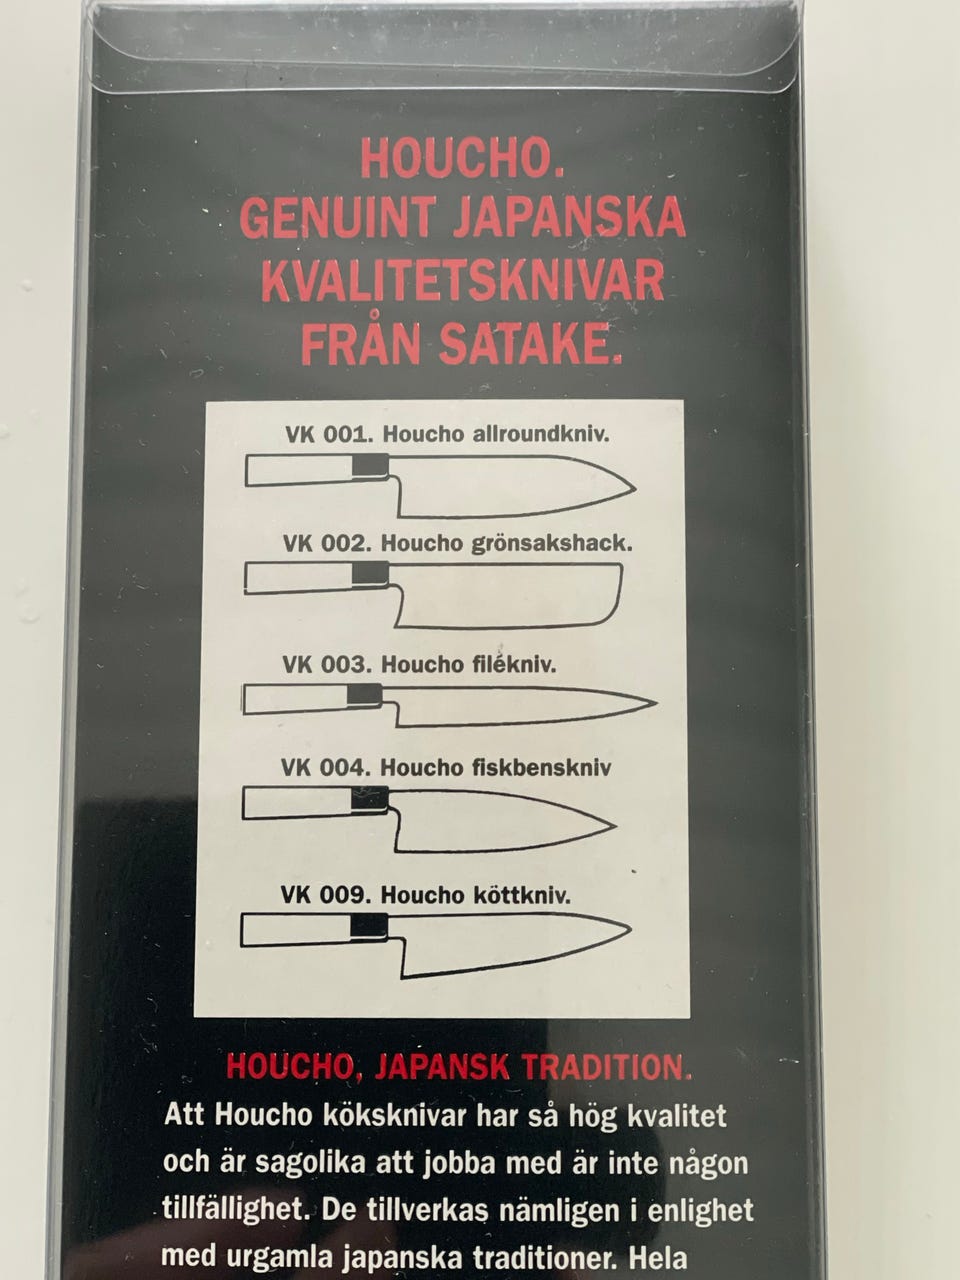 HOUCHO.
GENUINT JAPANSKA
KVALITETSKNIVAR
FRÅN SATAKE.
VK 001. Houcho allroundkniv.
VK 002. Houcho grönsakshack.
VK 003. Houcho filékniv.
VK 004. Houcho fiskbenskniv
VK 009. Houcho köttkniv.
HOUCHO, JAPANSK TRADITION.
Att Houcho köksknivar har så hög kvalitet
och är sagolika att jobba med är inte någon
tillfällighet. De tillverkas nämligen i enlighet
med urgamla japanska traditioner. Hela